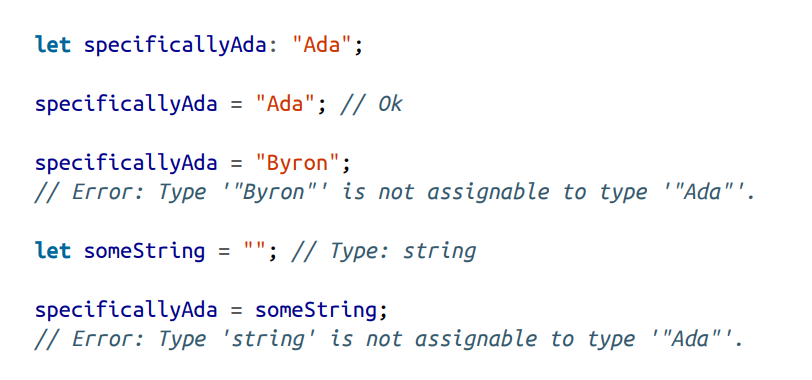 let specificallyAda: "Ada";
specificallyAda = "Ada"; // Ok
specificallyAda = "Byron";
// Error: Type '"Byron"' is not assignable to type '"Ada"'.
let someString = ""; // Type: string
specificallyAda = someString;
// Error: Type 'string' is not assignable to type '"Ada"'.